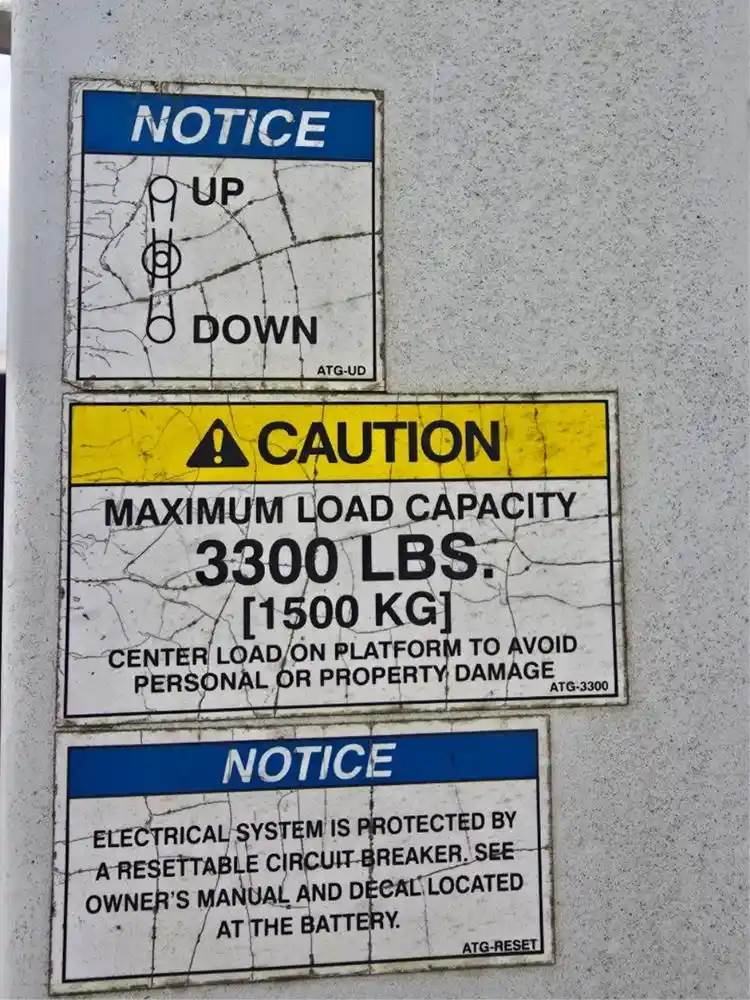 NOTICE
UP
DOWN
ATG-UD
CAUTION
MAXIMUM LOAD CAPACITY
3300 LBS.
[1500 KG]
CENTER LOAD ON PLATFORM TO AVOID
PERSONAL OR PROPERTY DAMAGE
ATG-3300
NOTICE
ELECTRICAL SYSTEM IS PROTECTED BY
A RESETTABLE CIRCUIT BREAKER. SEE
OWNER'S MANUAL AND DECAL LOCATED
AT THE BATTERY.
ATG-RESET